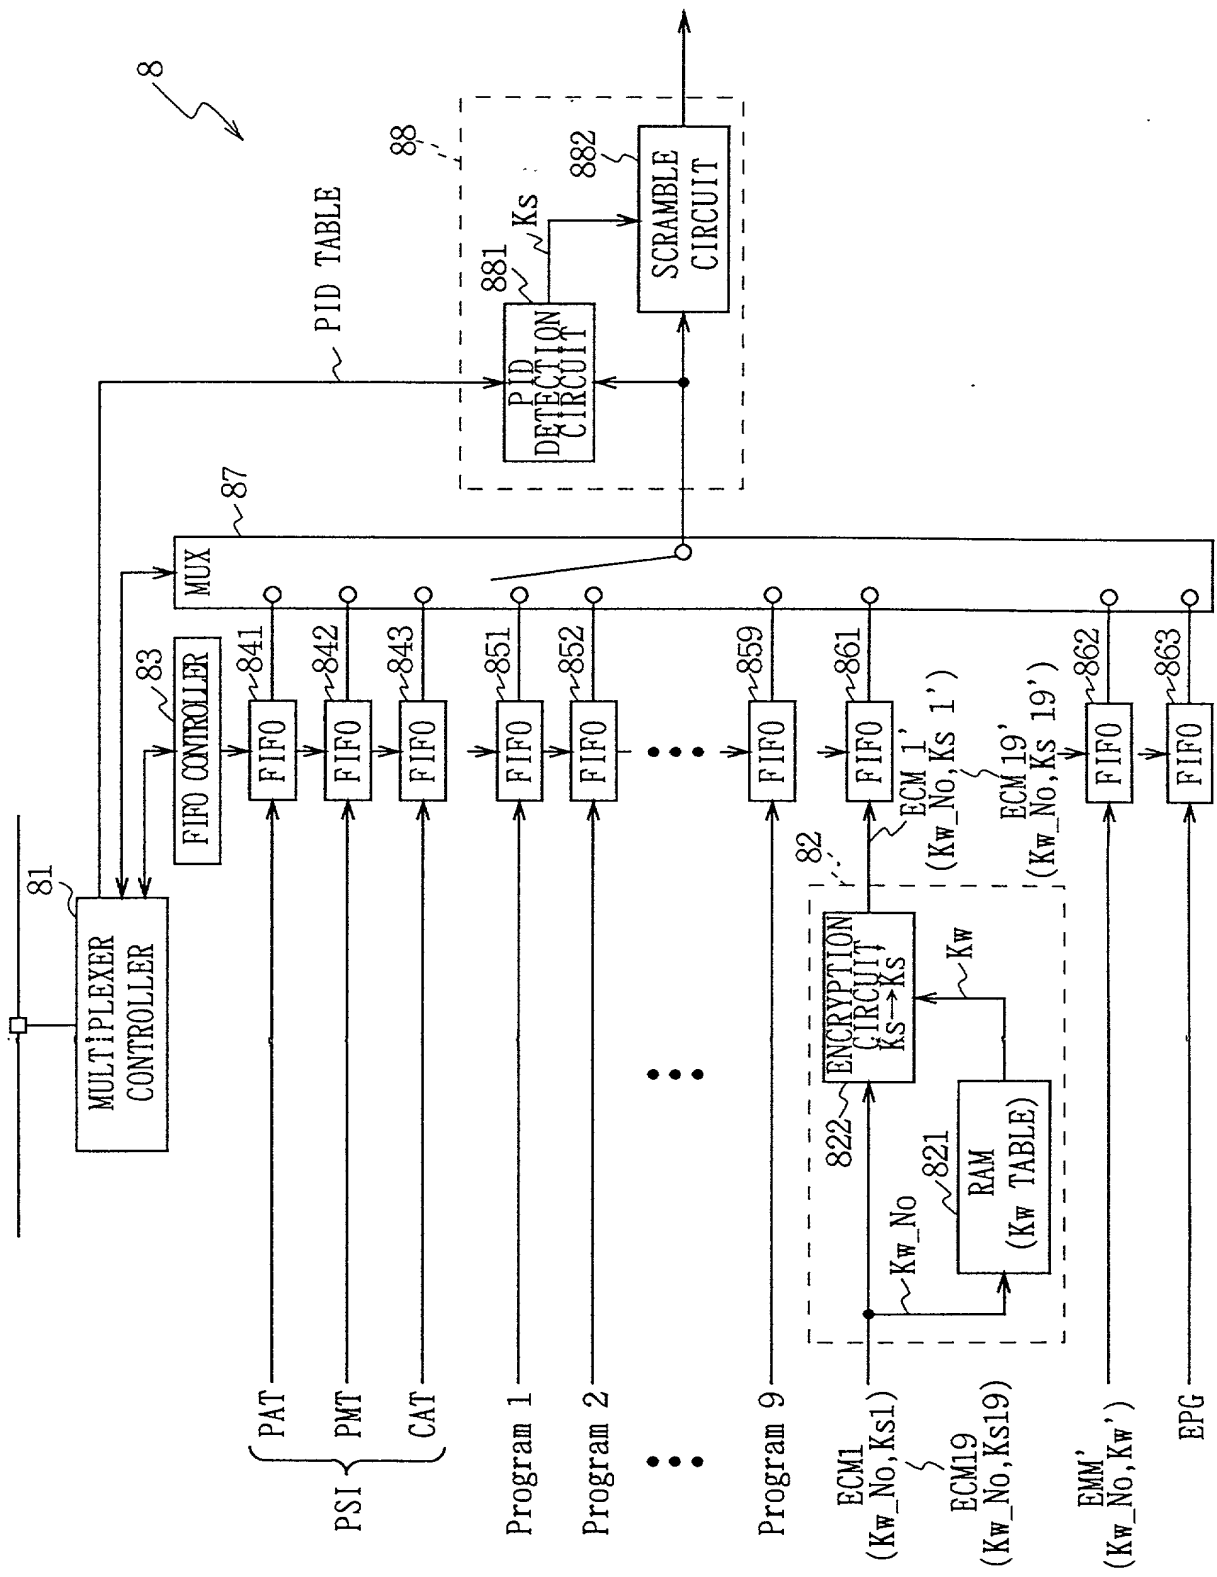 8
81
MULTIPLEXER
CONTROLLER
PID TABLE
83
FIFO CONTROLLER
87
MUX
88
881
PID
DETECTION
CIRCUIT
Ks
882
SCRAMBLE
CIRCUIT
PSI
PAT
FIFO
841
PMT
FIFO
842
CAT
FIFO
843
Program 1
FIFO
851
Program 2
FIFO
852
Program 9
FIFO
859
ECM1
(Kw_No,Ks1)
ECM19
(Kw_No,Ks19)
82
822
ENCRYPTION
CIRCUIT
Ks→Ks'
Kw_No
821
RAM
(Kw TABLE)
Kw
FIFO
861
ECM 1'
(Kw_No,Ks 1')
ECM 19'
(Kw_No,Ks 19')
EMM'
(Kw_No,Kw')
FIFO
862
EPG
FIFO
863